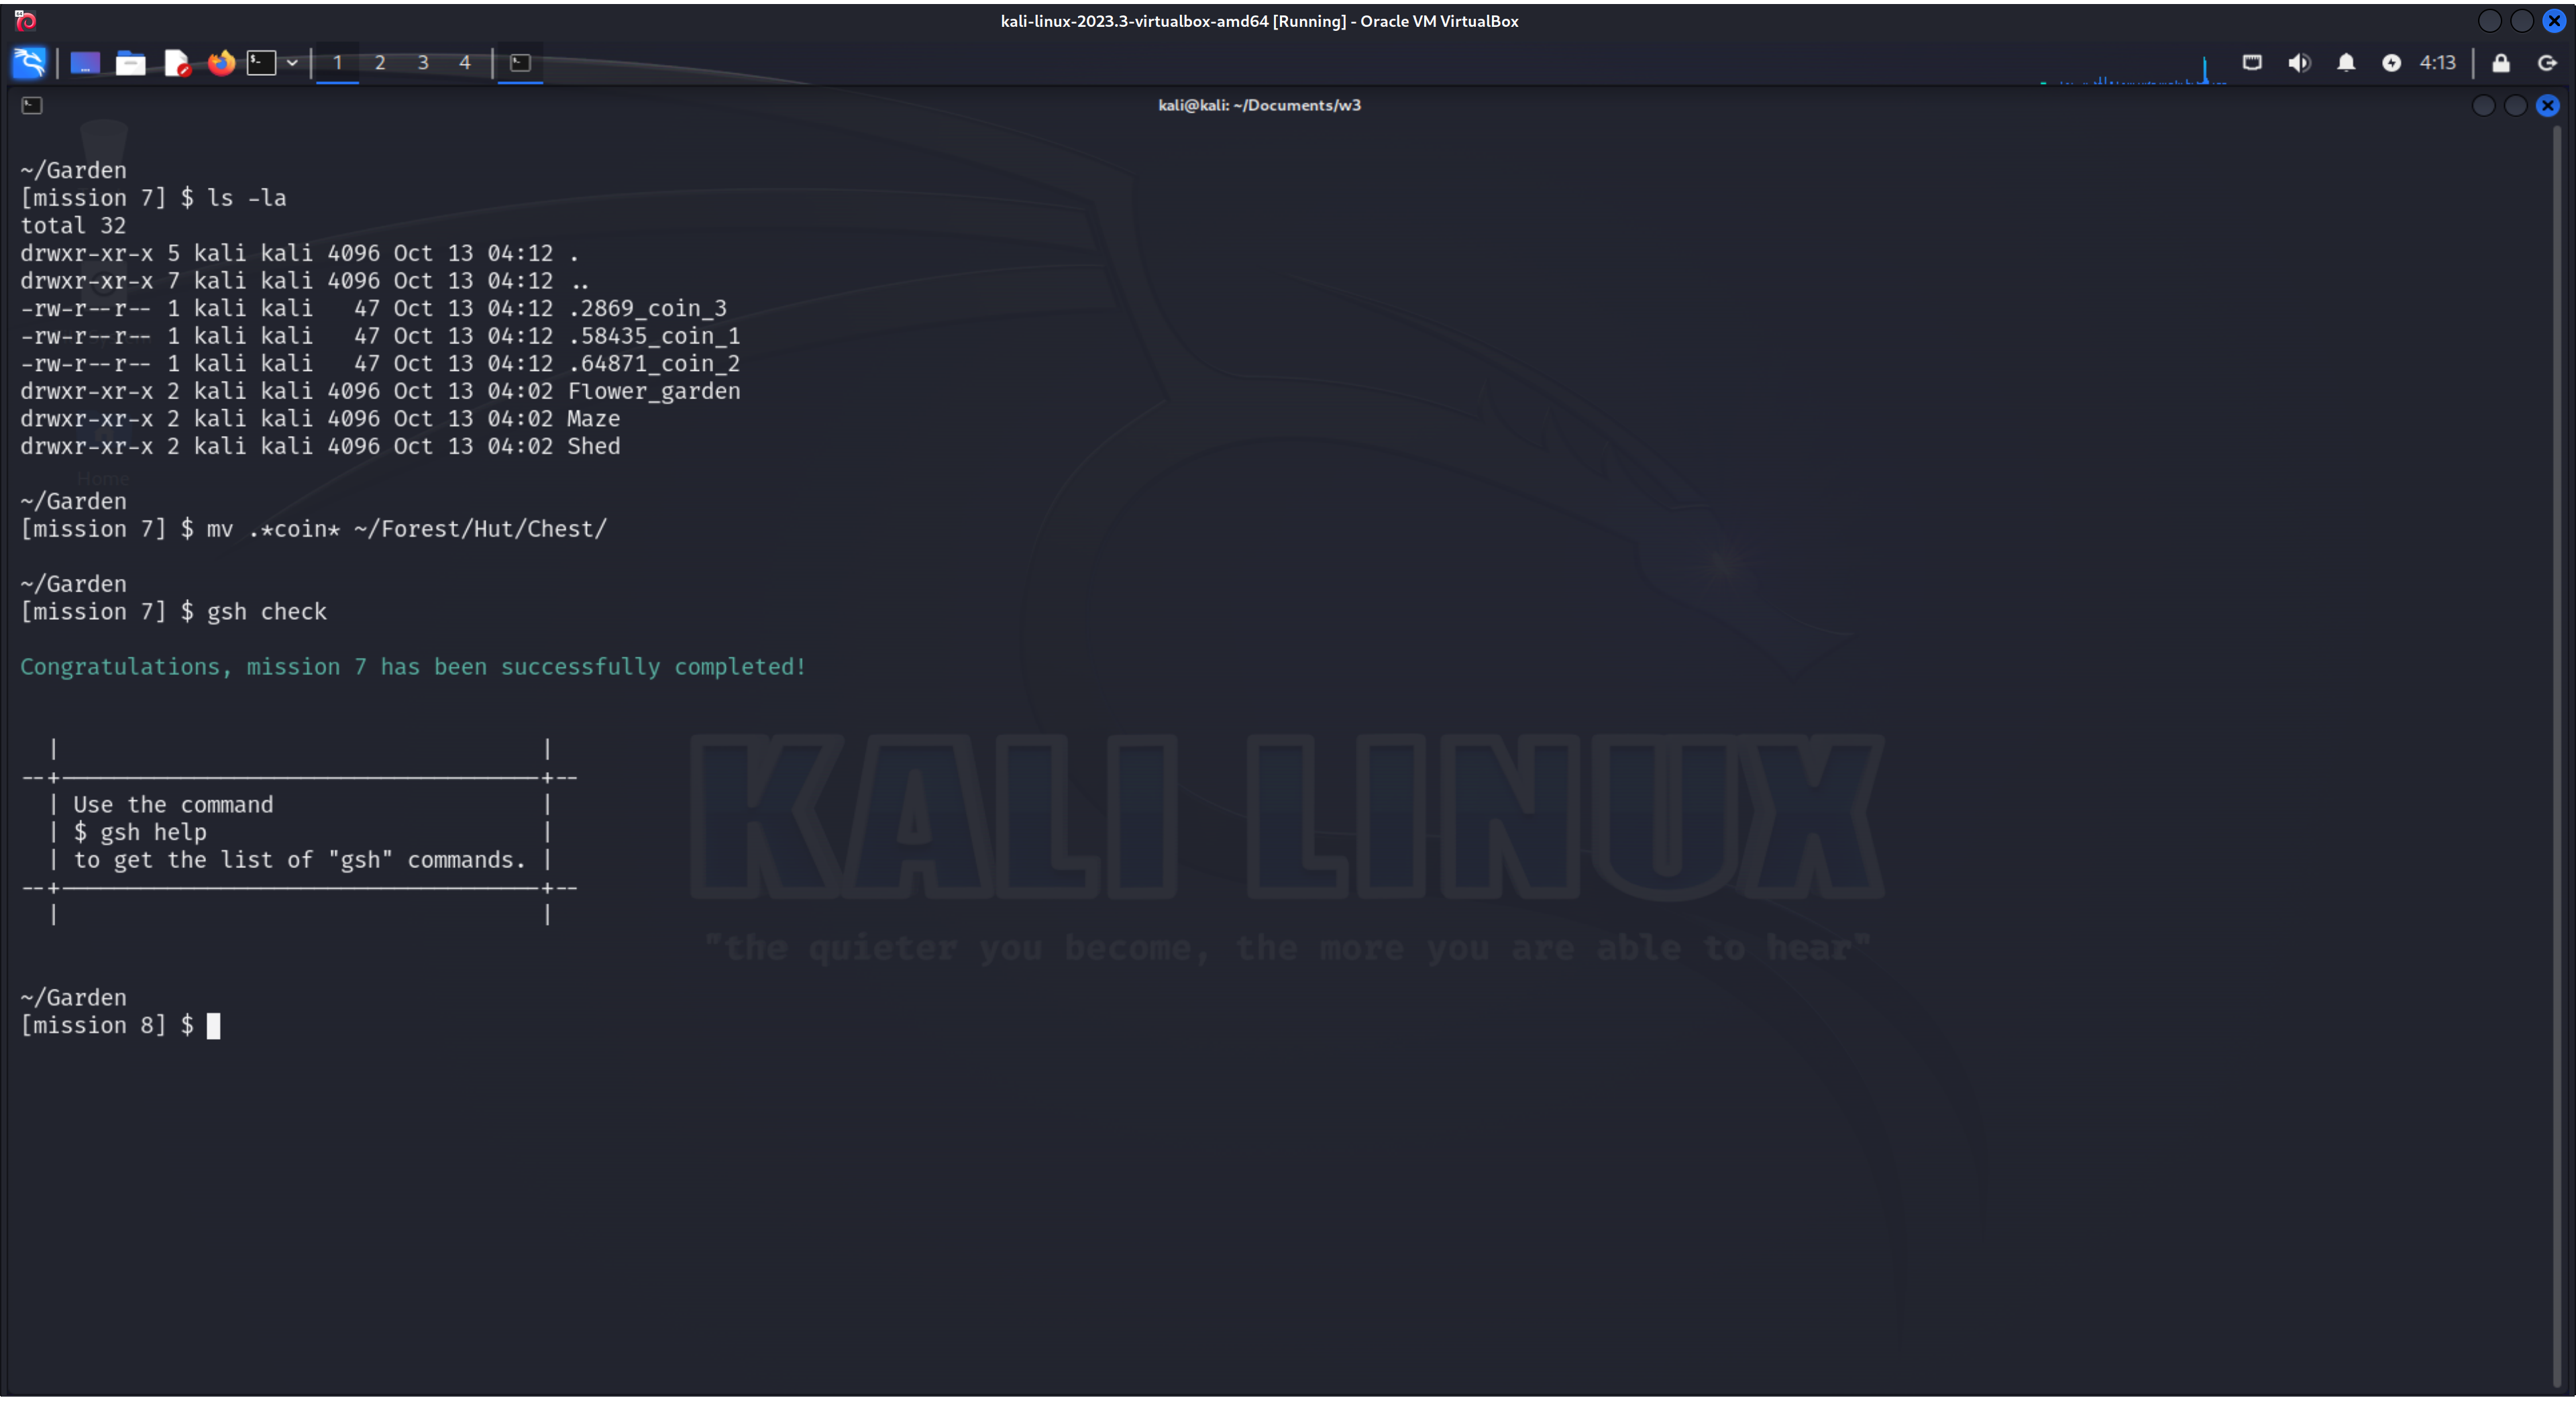 kali-linux-2023.3-virtualbox-amd64 [Running] - Oracle VM VirtualBox
1 2 3 4 4:13
kali@kali: ~/Documents/w3
~/Garden
[mission 7] $ ls -la
total 32
drwxr-xr-x 5 kali kali 4096 Oct 13 04:12 .
drwxr-xr-x 7 kali kali 4096 Oct 13 04:12 ..
-rw-r--r-- 1 kali kali   47 Oct 13 04:12 .2869_coin_3
-rw-r--r-- 1 kali kali   47 Oct 13 04:12 .58435_coin_1
-rw-r--r-- 1 kali kali   47 Oct 13 04:12 .64871_coin_2
drwxr-xr-x 2 kali kali 4096 Oct 13 04:02 Flower_garden
drwxr-xr-x 2 kali kali 4096 Oct 13 04:02 Maze
drwxr-xr-x 2 kali kali 4096 Oct 13 04:02 Shed
Home
~/Garden
[mission 7] $ mv .*coin* ~/Forest/Hut/Chest/
~/Garden
[mission 7] $ gsh check
Congratulations, mission 7 has been successfully completed!
Use the command
$ gsh help
to get the list of "gsh" commands.
KALI LINUX
"the quieter you become, the more you are able to hear"
~/Garden
[mission 8] $